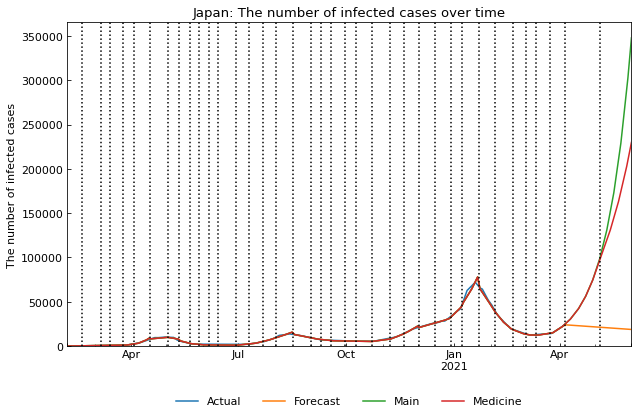 Japan: The number of infected cases over time
The number of infected cases
350000
300000
250000
200000
150000
100000
50000
0
Apr Jul Oct Jan Apr
2021
Actual Forecast Main Medicine